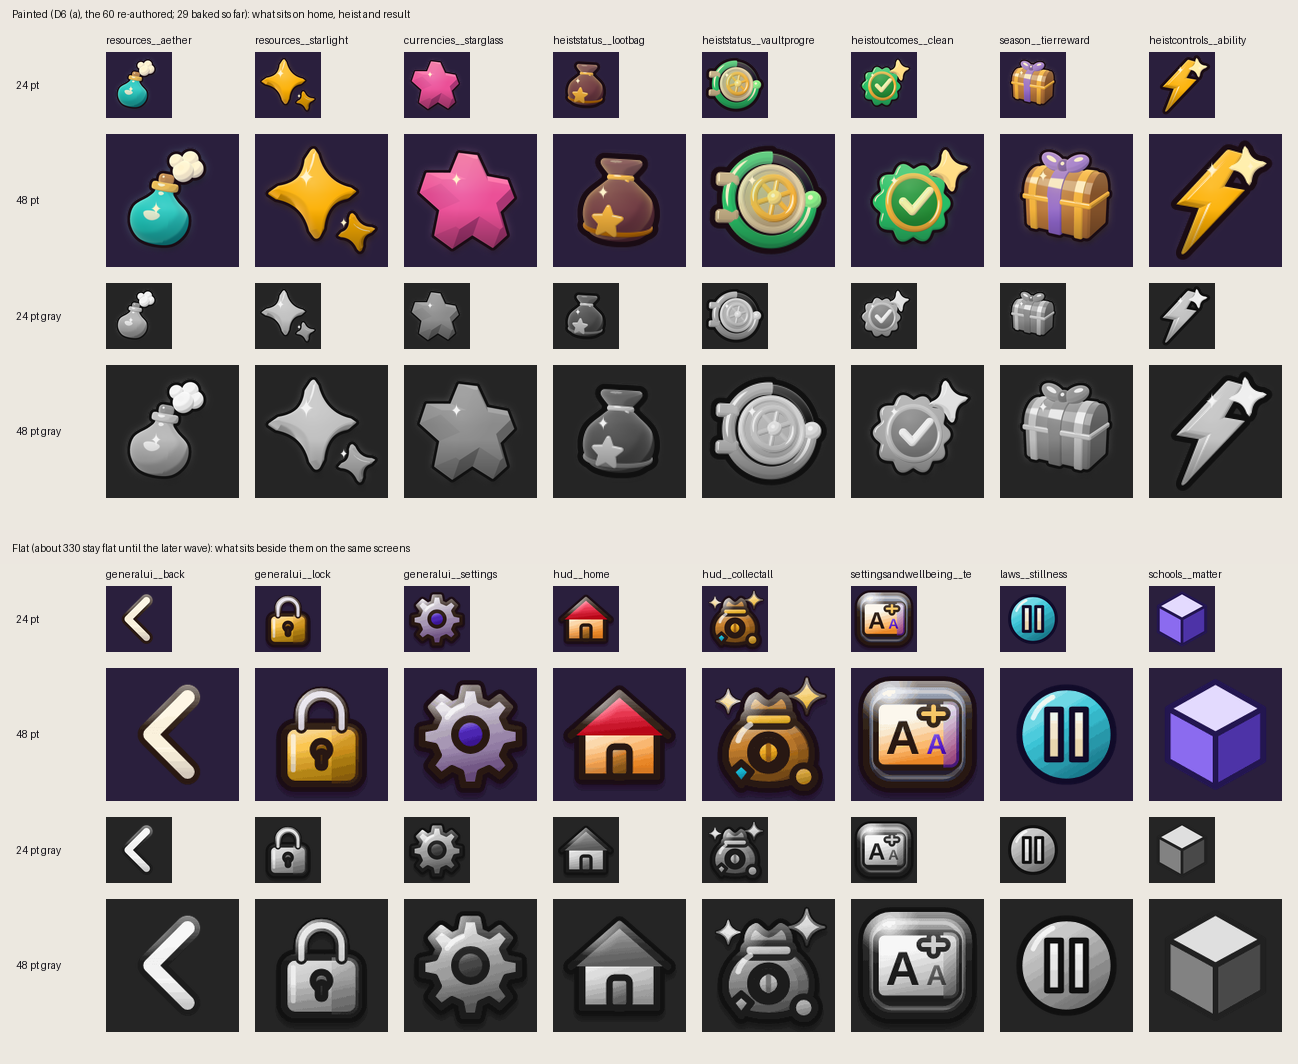 Painted (D6 (a), the 60 re-authored; 29 baked so far): what sits on home, heist and result
resources__aether resources__starlight currencies__starglass heiststatus__lootbag heiststatus__vaultprogre heistoutcomes__clean season__tierreward heistcontrols__ability
24 pt
48 pt
24 pt gray
48 pt gray
Flat (about 330 stay flat until the later wave): what sits beside them on the same screens
generalui__back generalui__lock generalui__settings hud__home hud__collectall settingsandwellbeing__te laws__stillness schools__matter
24 pt
A A
48 pt
A A
24 pt gray
A A
48 pt gray
A A